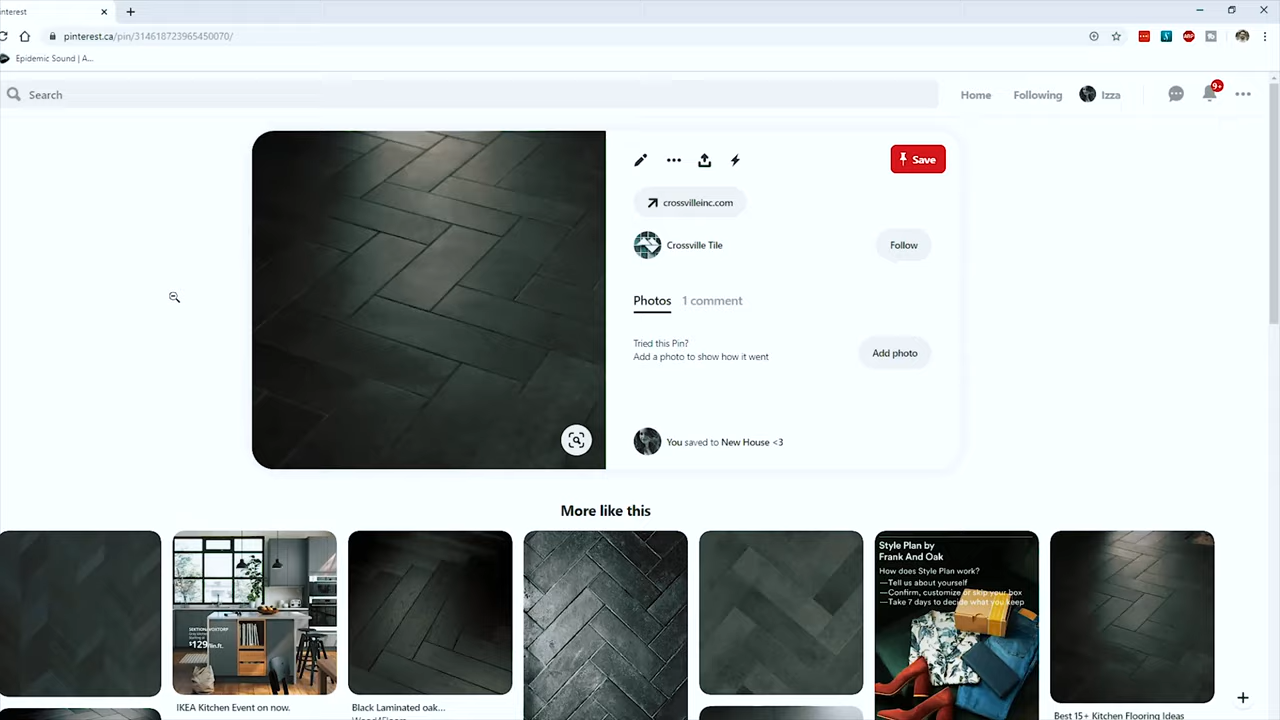 nterest
pinterest.ca/pin/314618723965450070/
Epidemic Sound | A...
Search
Home
Following
Izza
9+
Save
crossvilleinc.com
Crossville Tile
Follow
Photos
1 comment
Tried this Pin?
Add a photo to show how it went
Add photo
You saved to New House <3
More like this
$129/lin.ft.
Style Plan by
Frank And Oak
How does Style Plan work?
—Tell us about yourself
—Confirm, customize or skip your box
—Take 7 days to decide what you keep
IKEA Kitchen Event on now.
Black Laminated oak...
Best 15+ Kitchen Flooring Ideas